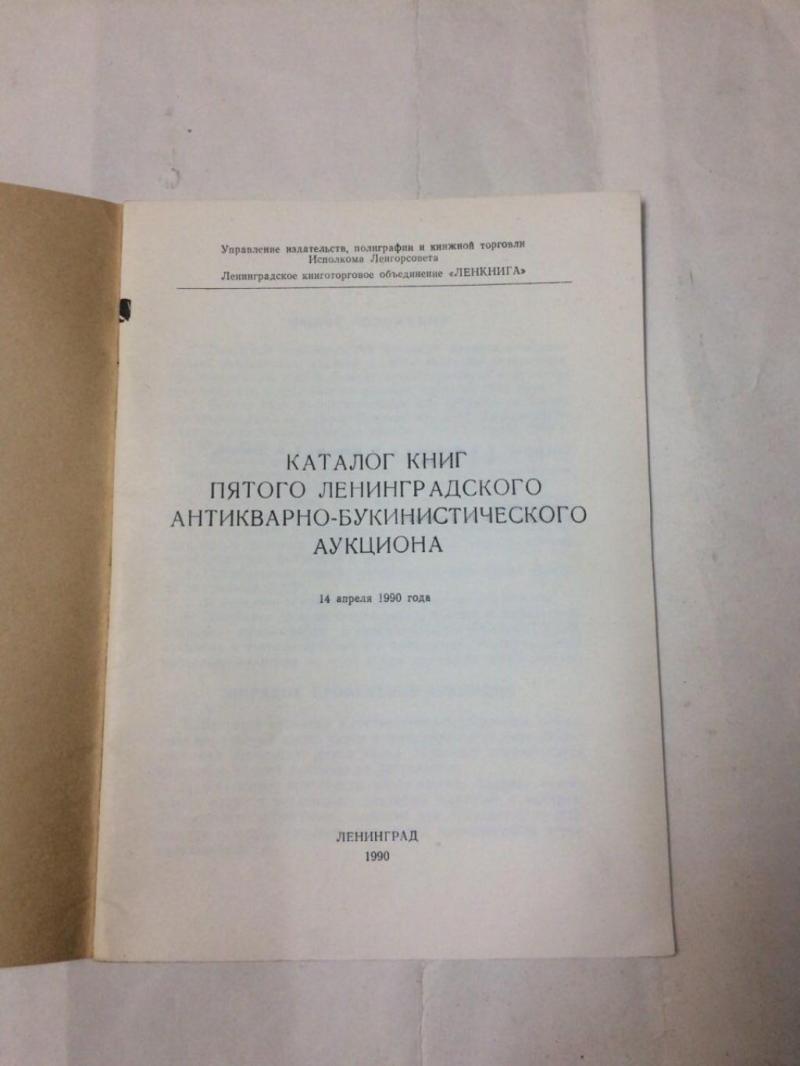 Управление издательств, полиграфии и книжной торговли
Исполкома Ленгорсовета
Ленинградское книготорговое объединение «ЛЕНКНИГА»
КАТАЛОГ КНИГ
ПЯТОГО ЛЕНИНГРАДСКОГО
АНТИКВАРНО-БУКИНИСТИЧЕСКОГО
АУКЦИОНА
14 апреля 1990 года
ЛЕНИНГРАД
1990